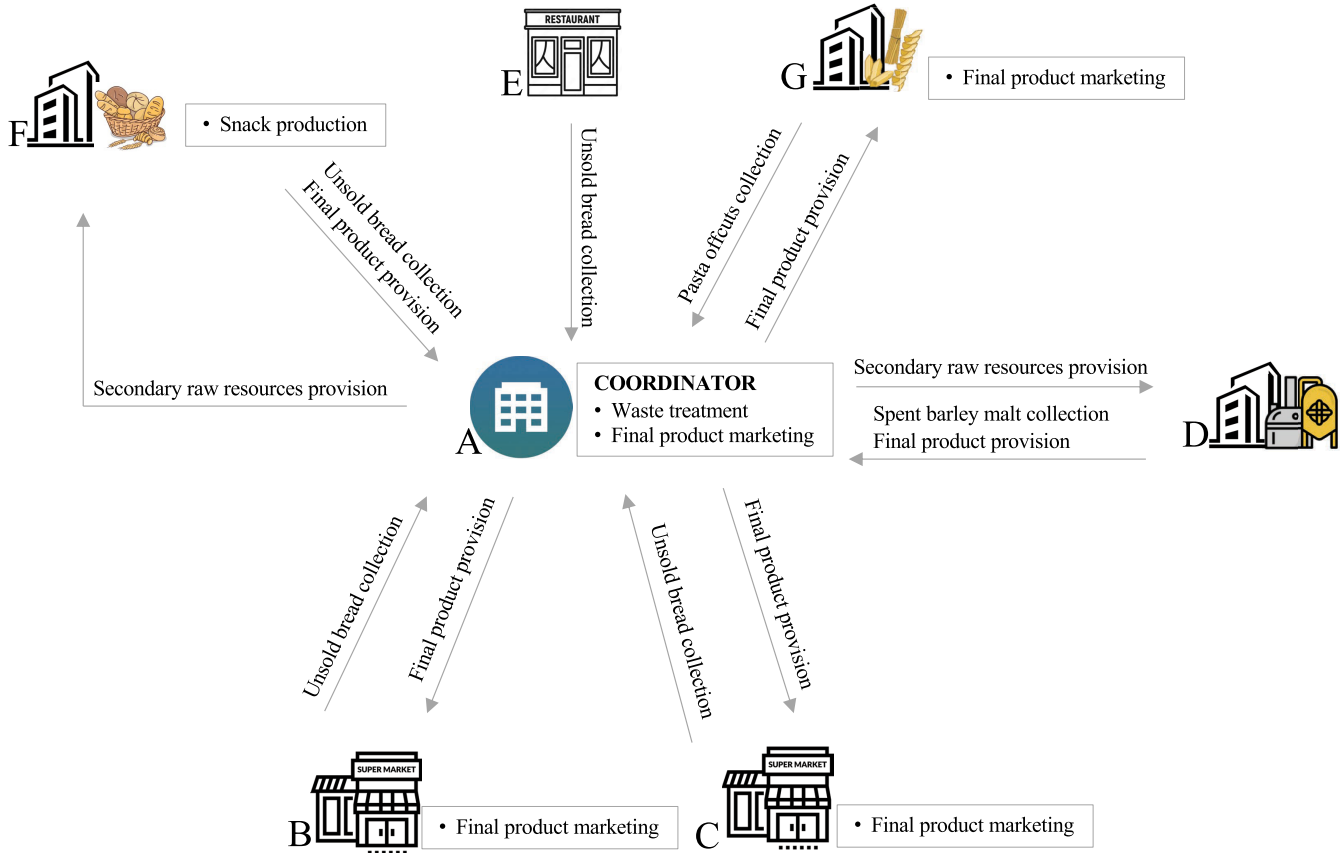 RESTAURANT
E
G
• Final product marketing
F
• Snack production
Unsold bread collection
Final product provision
Unsold bread collection
Pasta offcuts collection
Final product provision
Secondary raw resources provision
A
COORDINATOR
• Waste treatment
• Final product marketing
Secondary raw resources provision
Spent barley malt collection
Final product provision
D
Unsold bread collection
Final product provision
Unsold bread collection
Final product provision
SUPER MARKET
B
• Final product marketing
SUPER MARKET
C
• Final product marketing